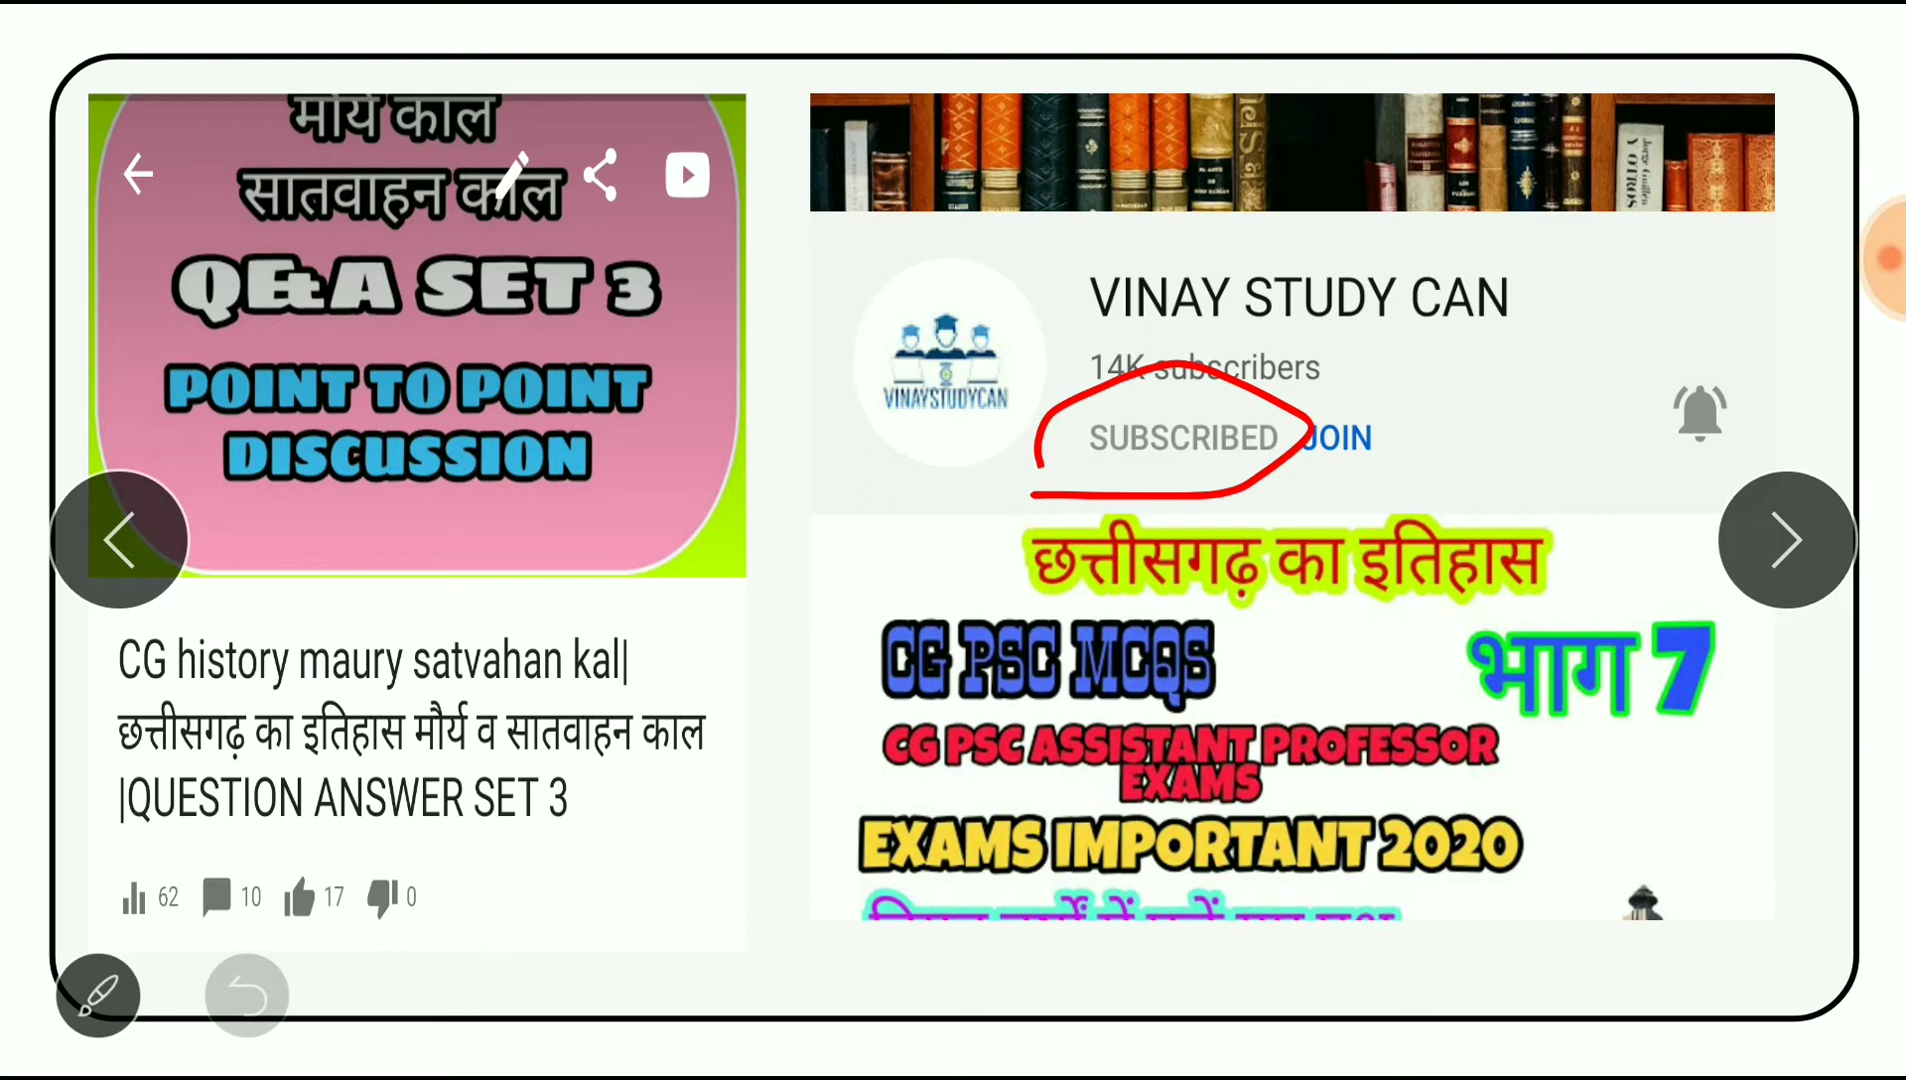 मौर्य काल
सातवाहन काल
Q&A SET 3
POINT TO POINT
DISCUSSION
CG history maury satvahan kal|
छत्तीसगढ़ का इतिहास मौर्य व सातवाहन काल
|QUESTION ANSWER SET 3
62 10 17 0
VINAY STUDY CAN
14K subscribers
VINAYSTUDYCAN
SUBSCRIBED JOIN
छत्तीसगढ़ का इतिहास
CG PSC MCQS
भाग 7
CG PSC ASSISTANT PROFESSOR
EXAMS
EXAMS IMPORTANT 2020